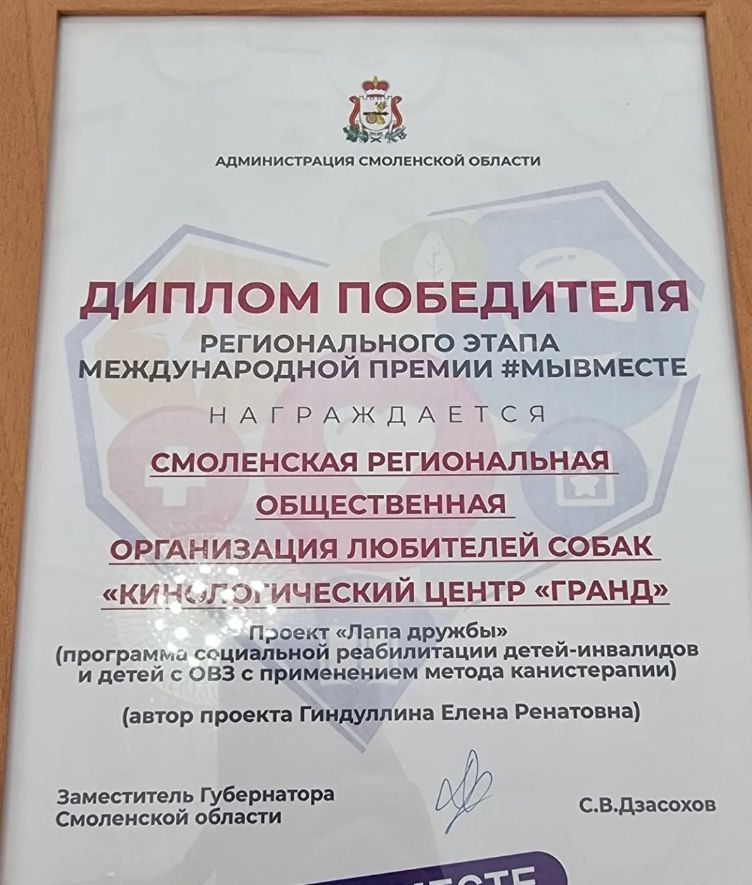 АДМИНИСТРАЦИЯ СМОЛЕНСКОЙ ОБЛАСТИ
ДИПЛОМ ПОБЕДИТЕЛЯ
РЕГИОНАЛЬНОГО ЭТАПА
МЕЖДУНАРОДНОЙ ПРЕМИИ #МЫВМЕСТЕ
НАГРАЖДАЕТСЯ
СМОЛЕНСКАЯ РЕГИОНАЛЬНАЯ
ОБЩЕСТВЕННАЯ
ОРГАНИЗАЦИЯ ЛЮБИТЕЛЕЙ СОБАК
«КИНОЛОГИЧЕСКИЙ ЦЕНТР «ГРАНД»
Проект «Лапа дружбы»
(программа социальной реабилитации детей-инвалидов
и детей с ОВЗ с применением метода канистерапии)
(автор проекта Гиндуллина Елена Ренатовна)
Заместитель Губернатора
Смоленской области
С.В.Дзасохов